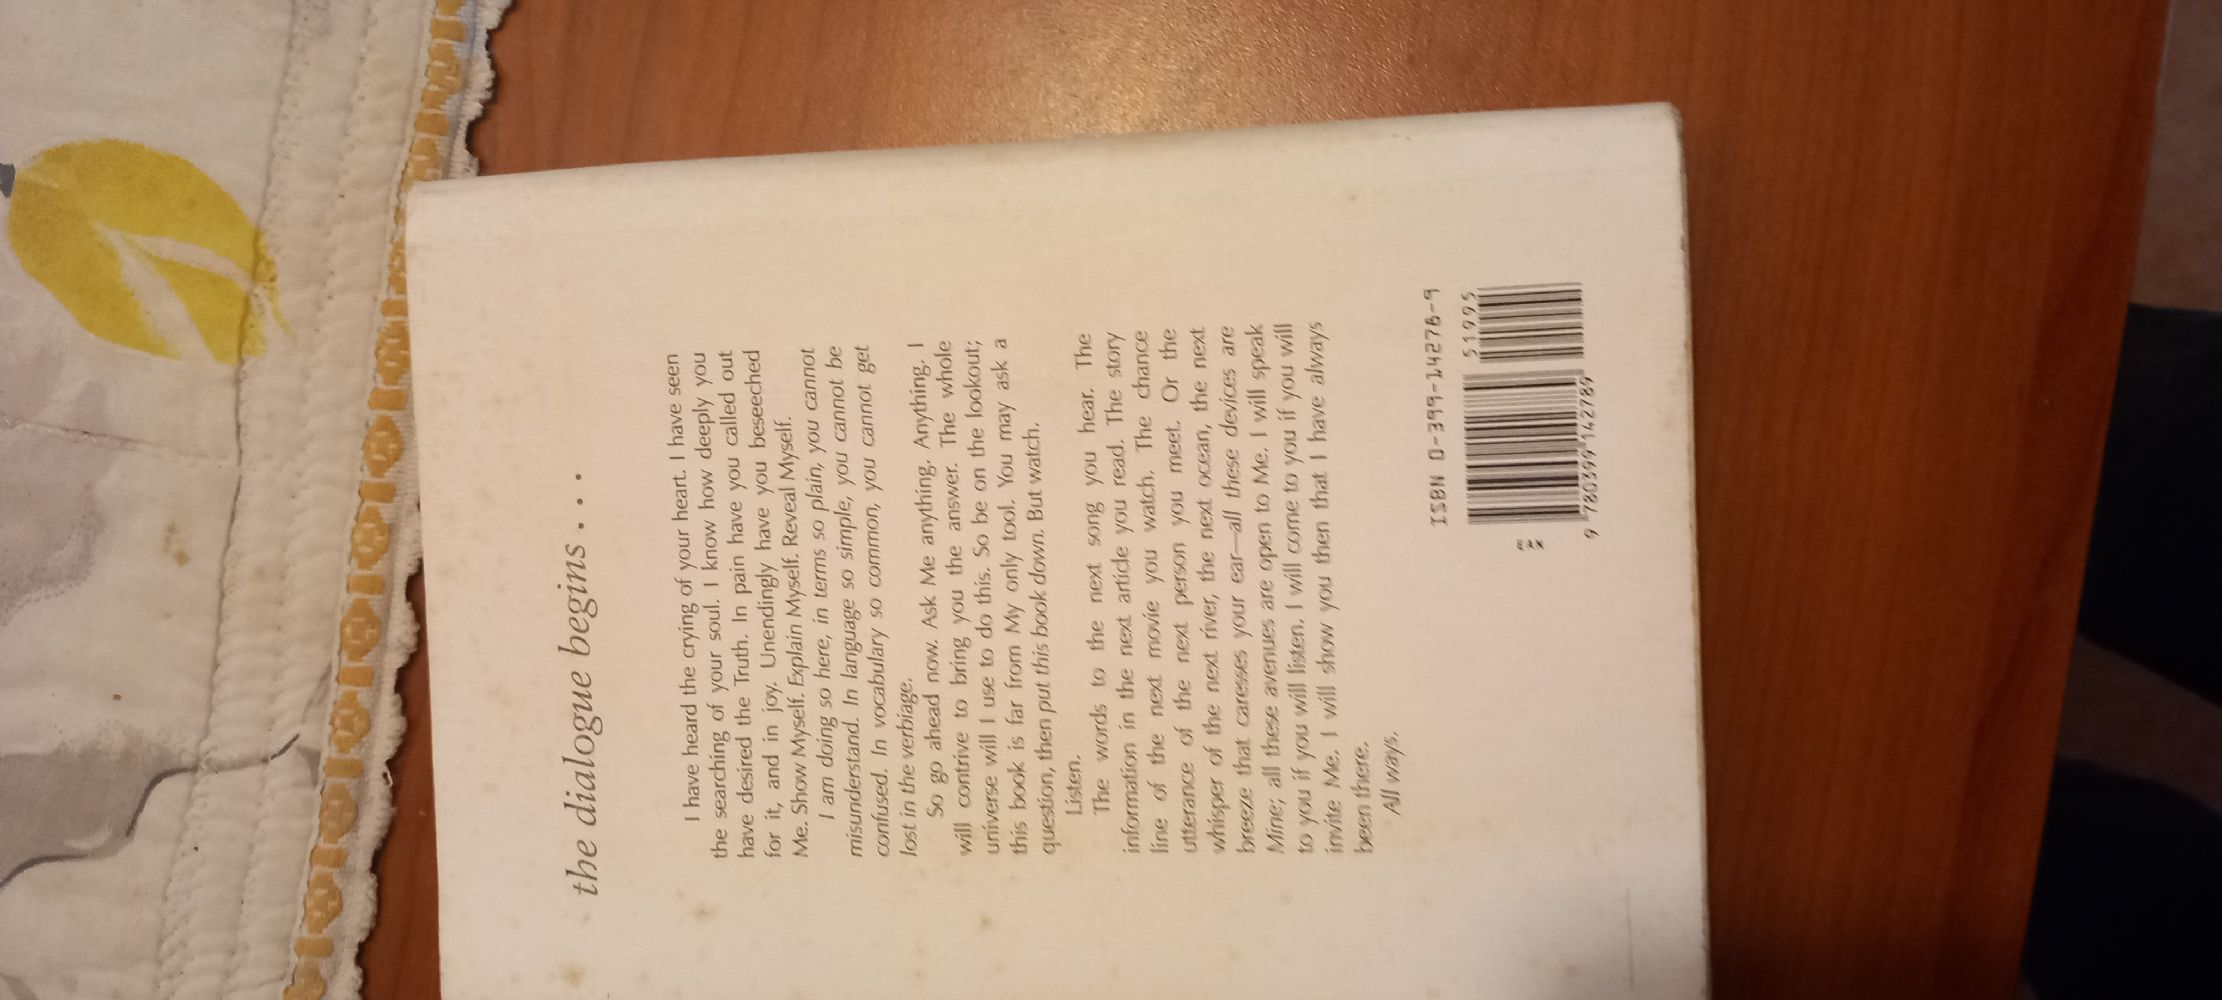 the dialogue begins . . .
I have heard the crying of your heart. I have seen
the searching of your soul. I know how deeply you
have desired the Truth. In pain have you called out
for it, and in joy. Unendingly have you beseeched
Me. Show Myself. Explain Myself. Reveal Myself.
I am doing so here, in terms so plain, you cannot
misunderstand. In language so simple, you cannot be
confused. In vocabulary so common, you cannot get
lost in the verbiage.
So go ahead now. Ask Me anything. Anything. I
will contrive to bring you the answer. The whole
universe will I use to do this. So be on the lookout;
this book is far from My only tool. You may ask a
question, then put this book down. But watch.
Listen.
The words to the next song you hear. The
information in the next article you read. The story
line of the next movie you watch. The chance
utterance of the next person you meet. Or the
whisper of the next river, the next ocean, the next
breeze that caresses your ear—all these devices are
Mine; all these avenues are open to Me. I will speak
to you if you will listen. I will come to you if you will
invite Me. I will show you then that I have always
been there.
All ways.
ISBN 0-399-14278-9
51995
9 780399 142789